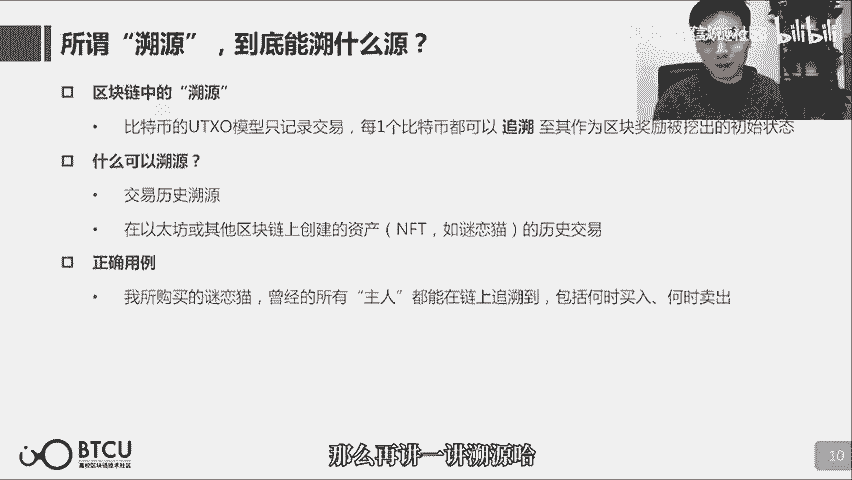 所谓“溯源”，到底能溯什么源？
bilibili
区块链中的“溯源”
比特币的UTXO模型只记录交易，每1个比特币都可以 追溯 至其作为区块奖励被挖出的初始状态
什么可以溯源？
交易历史溯源
在以太坊或其他区块链上创建的资产（NFT，如谜恋猫）的历史交易
正确用例
我所购买的谜恋猫，曾经的所有“主人”都能在链上追溯到，包括何时买入、何时卖出
BTCU
高校区块链技术社区
那么再讲一讲溯源哈
10